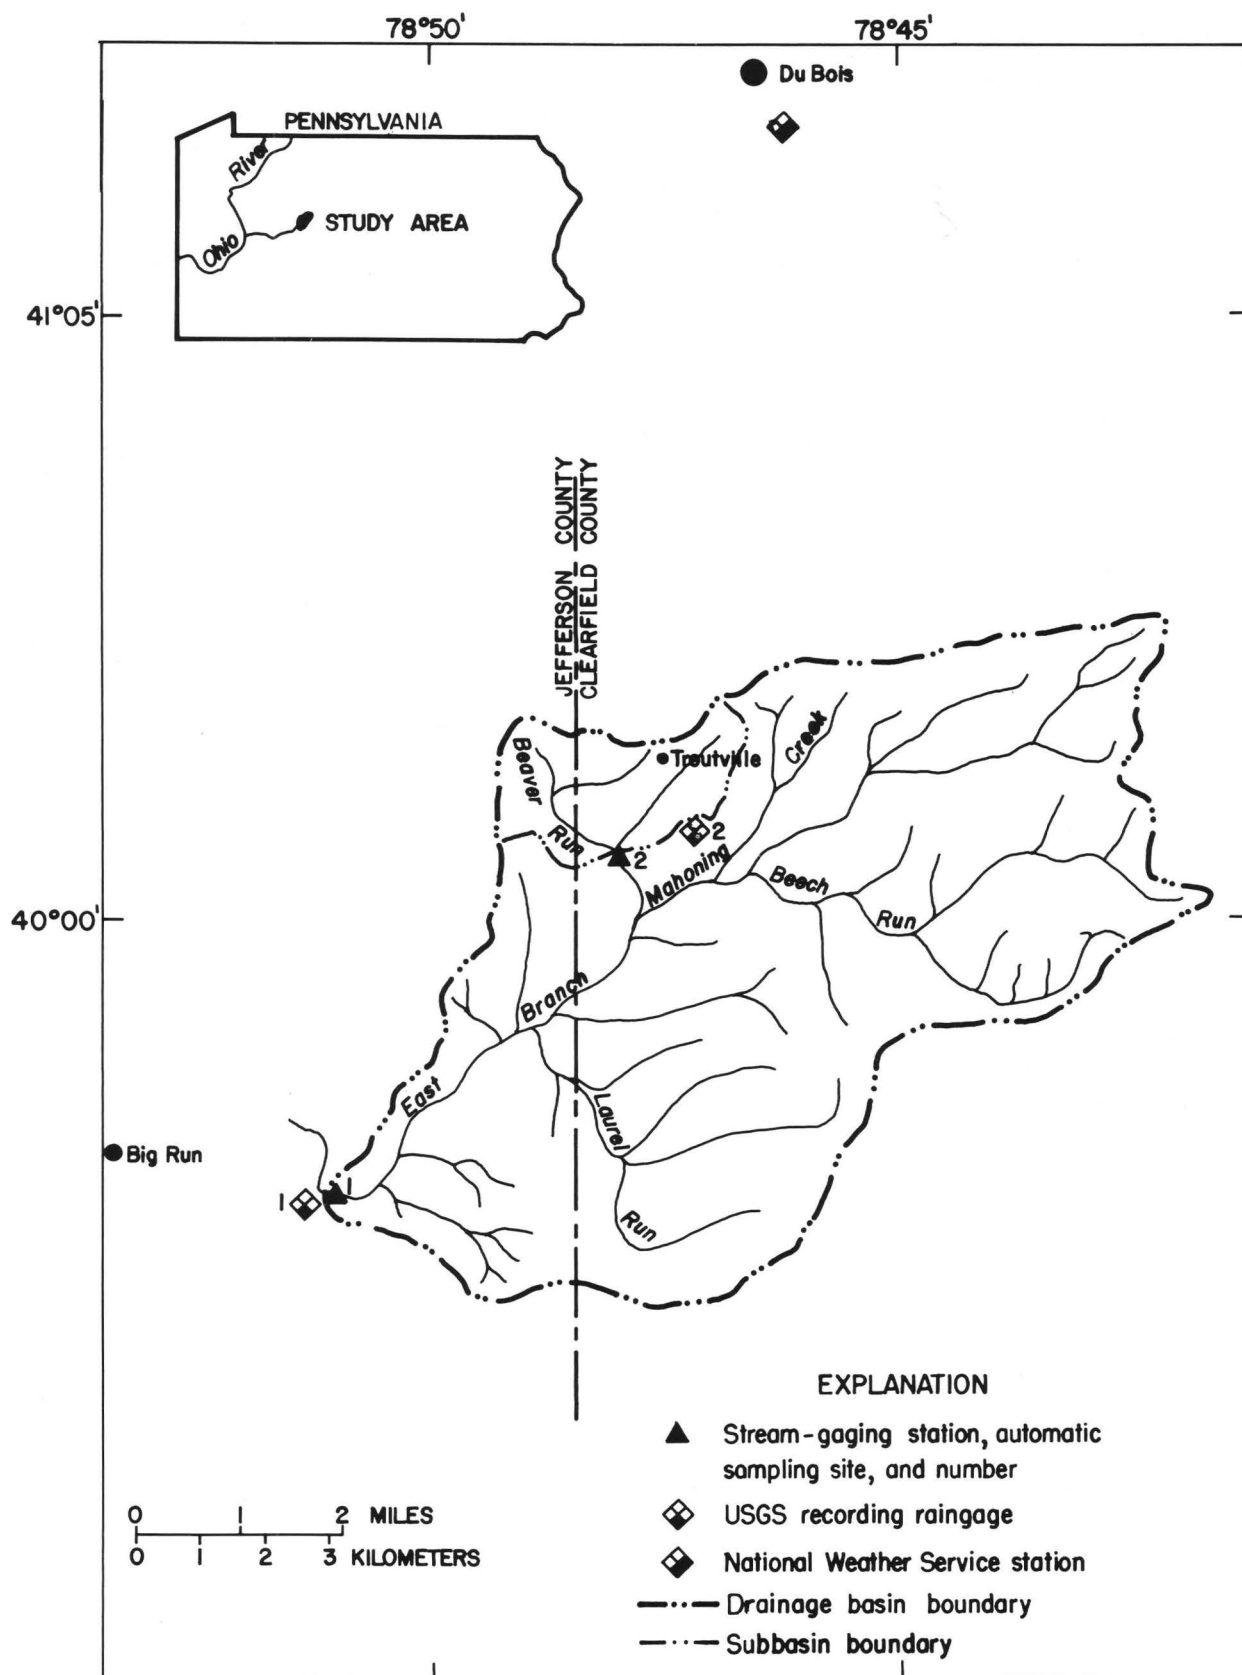 78°50'
78°45'
Du Bois
PENNSYLVANIA
River
Ohio
STUDY AREA
41°05'
JEFFERSON COUNTY
CLEARFIELD COUNTY
Beaver
Run
Troutville
Creek
2
2
Mahoning
Beech
Run
40°00'
Branch
East
Laurel
Run
Big Run
1
1
EXPLANATION
Stream-gaging station, automatic
sampling site, and number
USGS recording raingage
National Weather Service station
Drainage basin boundary
Subbasin boundary
0 1 2 MILES
0 1 2 3 KILOMETERS